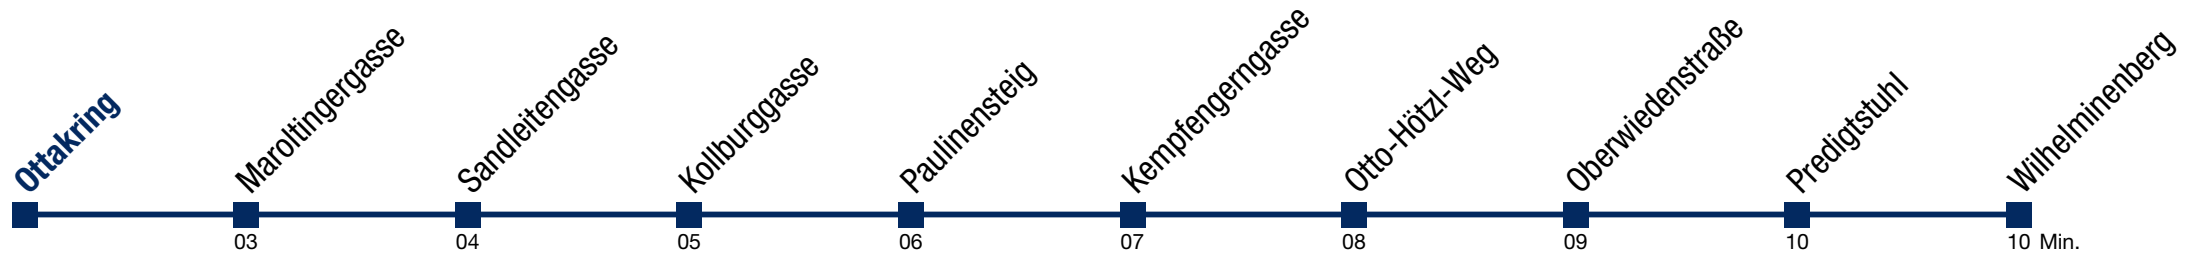 Ottakring
Maroltingergasse
Sandleitengasse
Kollburggasse
Paulinensteig
Kempfengerngasse
Otto-Hötzl-Weg
Oberwiedenstraße
Predigtstuhl
Wilhelminenberg
03 04 05 06 07 08 09 10 10 Min.